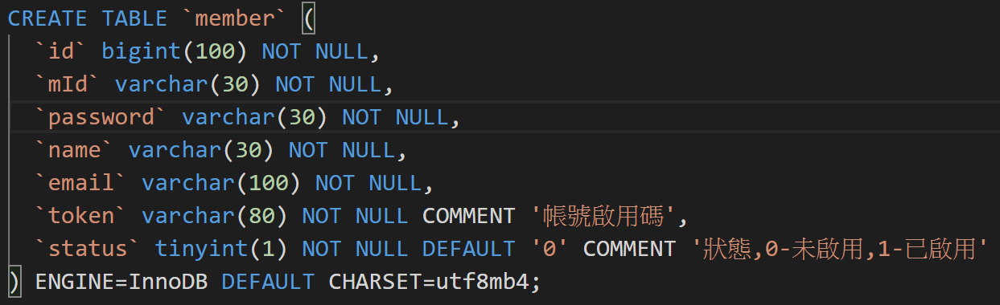 CREATE TABLE `member` (
`id` bigint(100) NOT NULL,
`mId` varchar(30) NOT NULL,
`password` varchar(30) NOT NULL,
`name` varchar(30) NOT NULL,
`email` varchar(100) NOT NULL,
`token` varchar(80) NOT NULL COMMENT '帳號啟用碼',
`status` tinyint(1) NOT NULL DEFAULT '0' COMMENT '狀態,0-未啟用,1-已啟用'
) ENGINE=InnoDB DEFAULT CHARSET=utf8mb4;